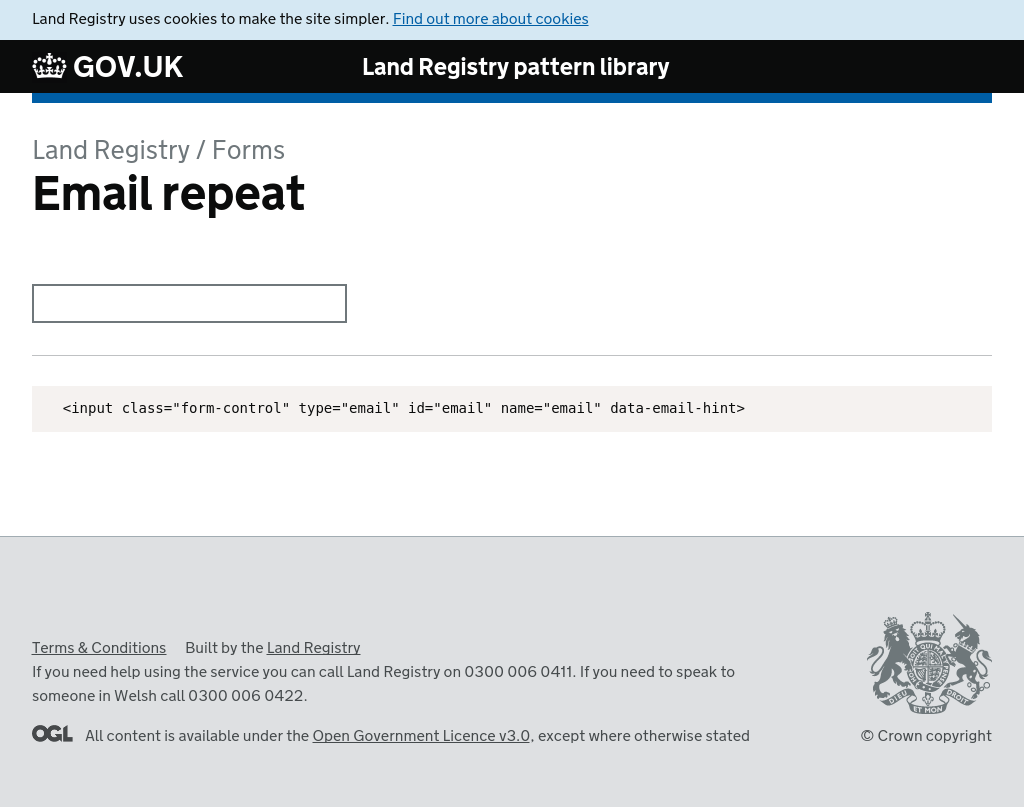 Land Registry uses cookies to make the site simpler. Find out more about cookies
GOV.UK
Land Registry pattern library
Land Registry / Forms
Email repeat
<input class="form-control" type="email" id="email" name="email" data-email-hint>
Terms & Conditions Built by the Land Registry
If you need help using the service you can call Land Registry on 0300 006 0411. If you need to speak to
someone in Welsh call 0300 006 0422.
OGL All content is available under the Open Government Licence v3.0, except where otherwise stated
© Crown copyright